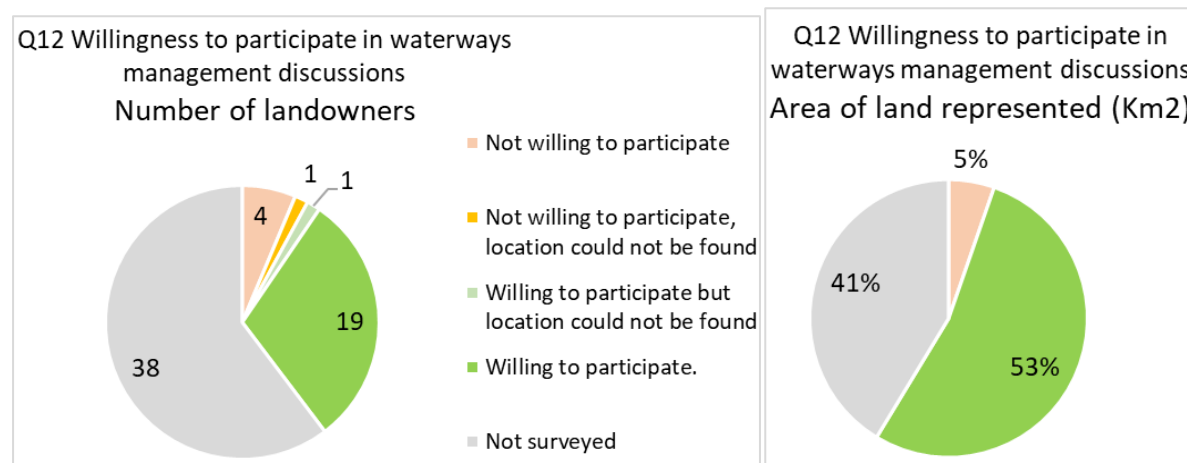 Q12 Willingness to participate in waterways
management discussions
Number of landowners
4
1
1
19
38
Not willing to participate
Not willing to participate,
location could not be found
Willing to participate but
location could not be found
Willing to participate.
Not surveyed
Q12 Willingness to participate in
waterways management discussions
Area of land represented (Km2)
5%
53%
41%